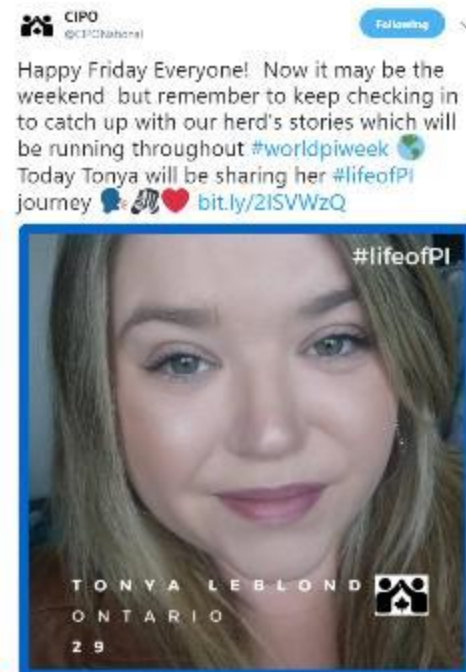 CIPO
@CIPONational
Following
Happy Friday Everyone! Now it may be the
weekend but remember to keep checking in
to catch up with our herd's stories which will
be running throughout #worldpiweek
Today Tonya will be sharing her #lifeofPI
journey bit.ly/2ISVWzQ
#lifeofPI
TONYA LEBLOND
ONTARIO
29